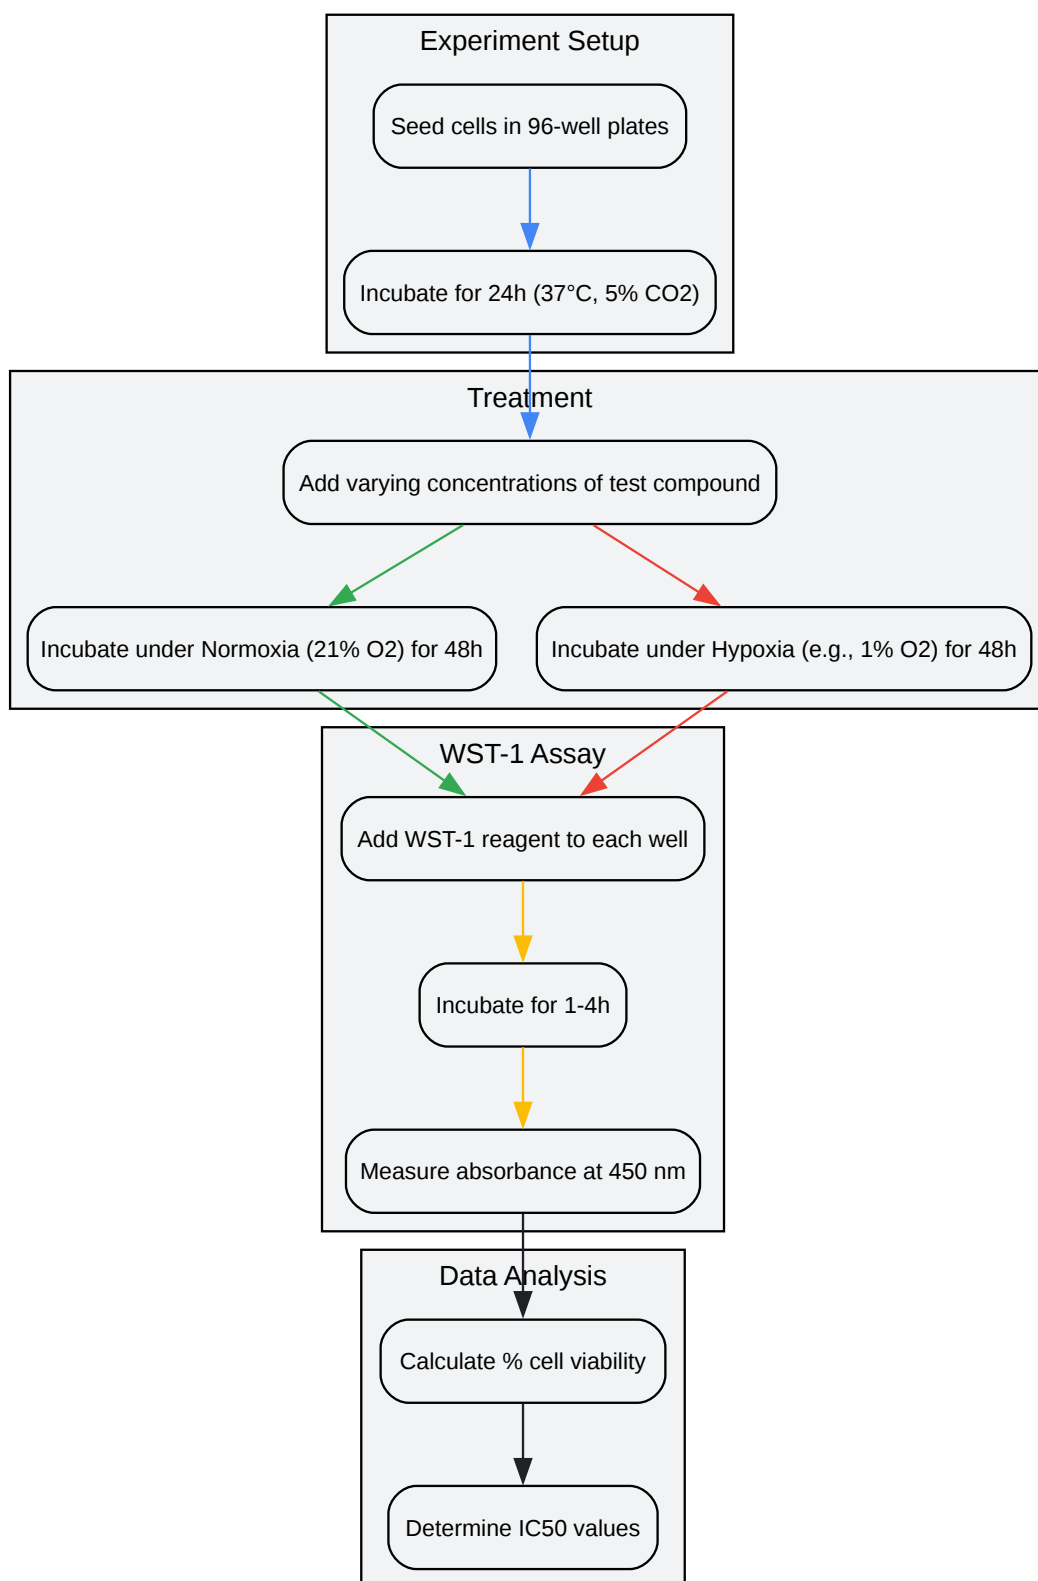 Experiment Setup
Seed cells in 96-well plates
Incubate for 24h (37°C, 5% CO2)
Treatment
Add varying concentrations of test compound
Incubate under Normoxia (21% O2) for 48h
Incubate under Hypoxia (e.g., 1% O2) for 48h
WST-1 Assay
Add WST-1 reagent to each well
Incubate for 1-4h
Measure absorbance at 450 nm
Data Analysis
Calculate % cell viability
Determine IC50 values